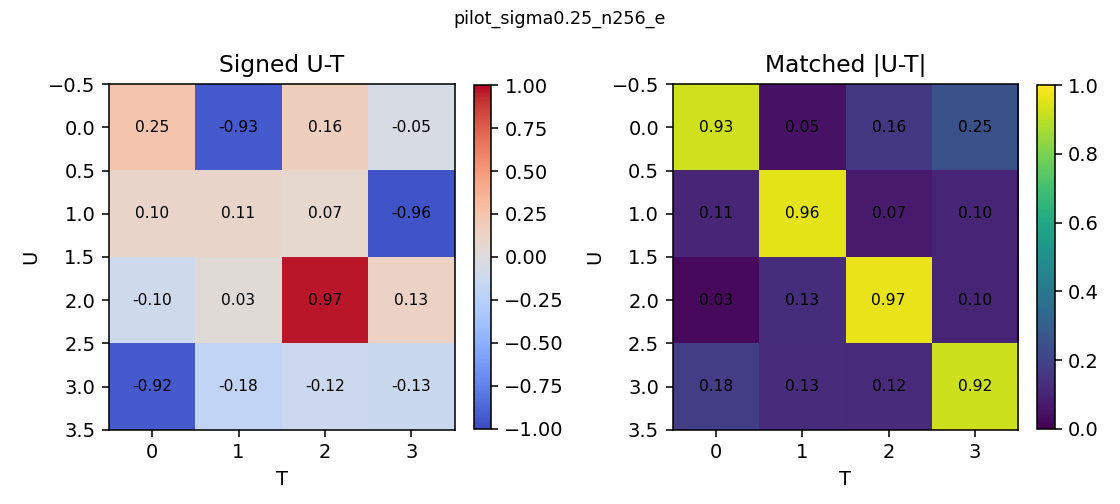 pilot_sigma0.25_n256_e
Signed U-T
−0.5
0.0
0.5
1.0
1.5
2.0
2.5
3.0
3.5
U
0.25 -0.93 0.16 -0.05
0.10 0.11 0.07 -0.96
-0.10 0.03 0.97 0.13
-0.92 -0.18 -0.12 -0.13
0 1 2 3
T
1.00
0.75
0.50
0.25
0.00
−0.25
−0.50
−0.75
−1.00
Matched |U-T|
−0.5
0.0
0.5
1.0
1.5
2.0
2.5
3.0
3.5
U
0.93 0.05 0.16 0.25
0.11 0.96 0.07 0.10
0.03 0.13 0.97 0.10
0.18 0.13 0.12 0.92
0 1 2 3
T
1.0
0.8
0.6
0.4
0.2
0.0